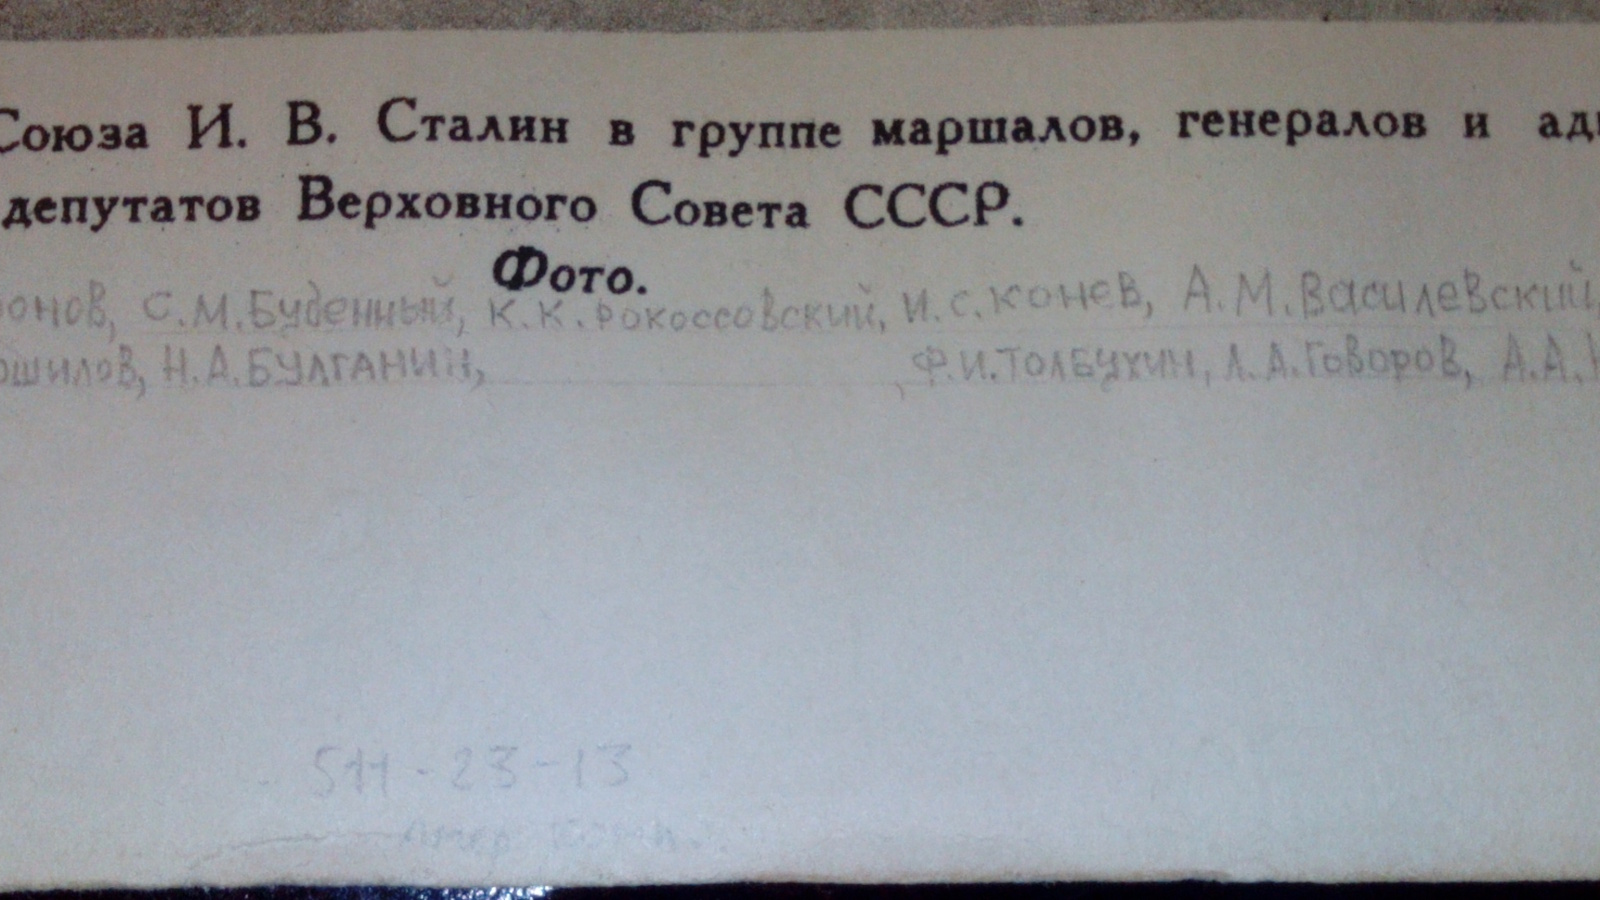 Союза И. В. Сталин в группе маршалов, генералов и
депутатов Верховного Совета СССР.
Фото.
С.М.Буденный, К.К.Рокоссовский, И.С.Конев, А.М.Василевский,
Н.А.БУЛГАНИН, , Ф.И.ТОЛБУХИН, Л.А.Говоров, А.А.
511-23-13